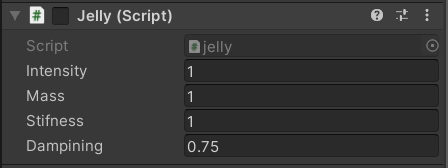 Jelly (Script)
Script jelly
Intensity 1
Mass 1
Stifness 1
Dampining 0.75